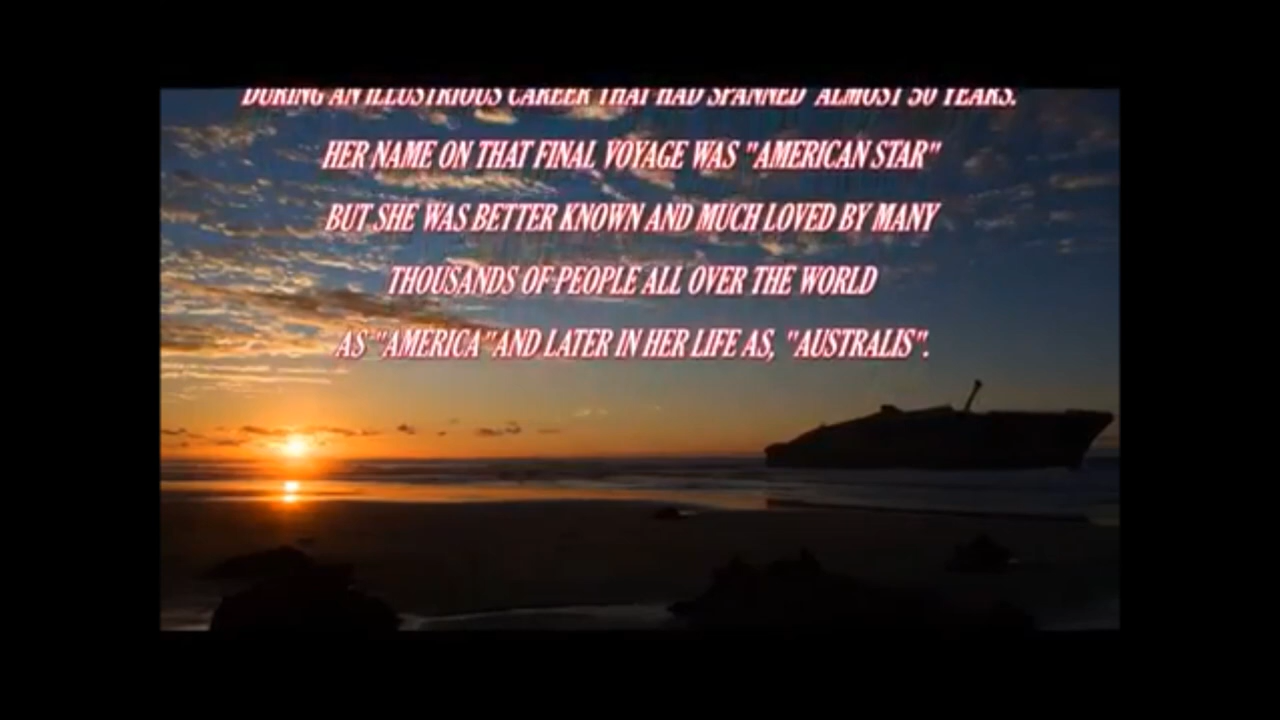 DURING AN ILLUSTRIOUS CAREER THAT HAD SPANNED ALMOST 50 YEARS.
HER NAME ON THAT FINAL VOYAGE WAS "AMERICAN STAR"
BUT SHE WAS BETTER KNOWN AND MUCH LOVED BY MANY
THOUSANDS OF PEOPLE ALL OVER THE WORLD
AS "AMERICA "AND LATER IN HER LIFE AS, "AUSTRALIS".